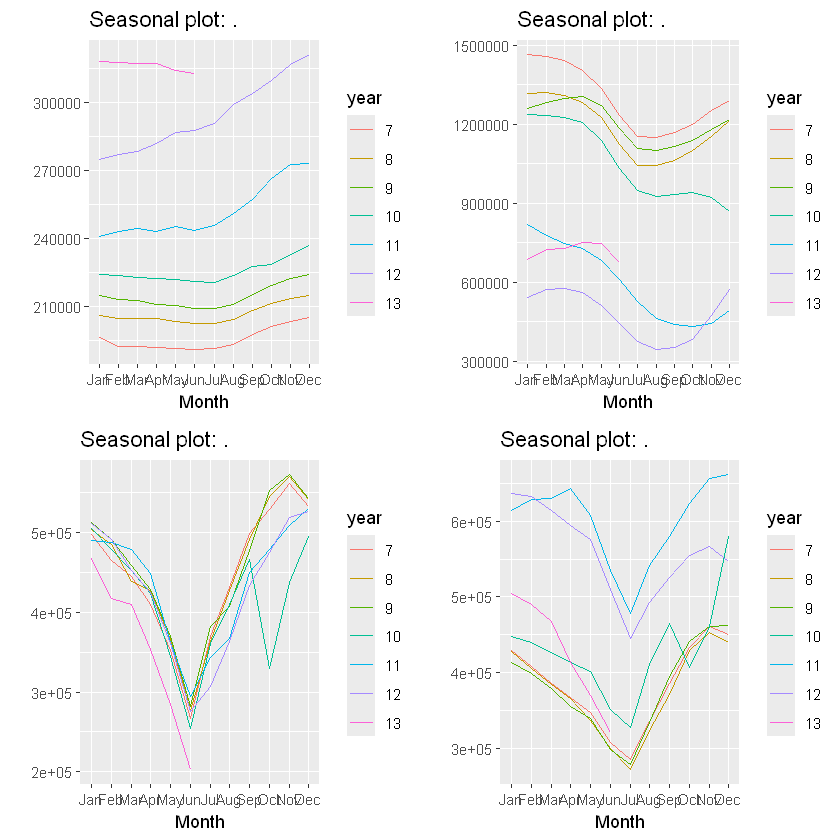 Seasonal plot: .
300000
270000
240000
210000
Jan Feb Mar Apr May Jun Jul Aug Sep Oct Nov Dec
Month
year
7
8
9
10
11
12
13
Seasonal plot: .
1500000
1200000
900000
600000
300000
Jan Feb Mar Apr May Jun Jul Aug Sep Oct Nov Dec
Month
year
7
8
9
10
11
12
13
Seasonal plot: .
5e+05
4e+05
3e+05
2e+05
Jan Feb Mar Apr May Jun Jul Aug Sep Oct Nov Dec
Month
year
7
8
9
10
11
12
13
Seasonal plot: .
6e+05
5e+05
4e+05
3e+05
Jan Feb Mar Apr May Jun Jul Aug Sep Oct Nov Dec
Month
year
7
8
9
10
11
12
13